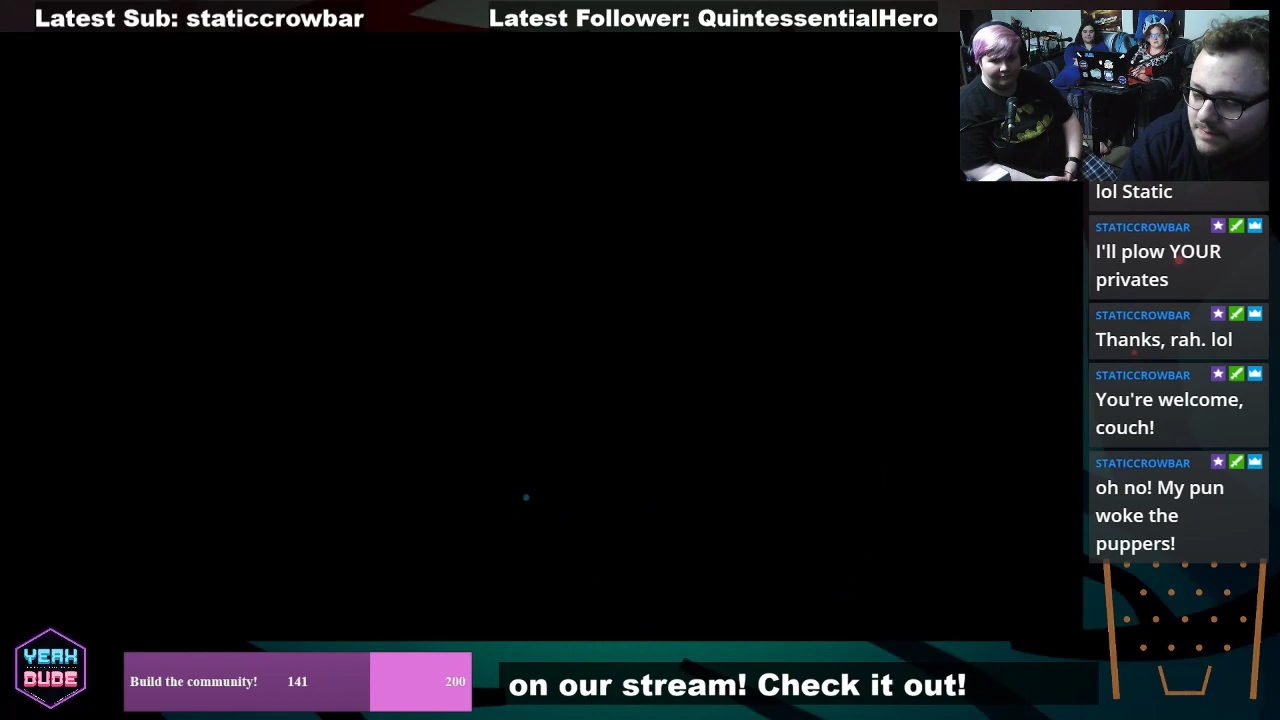 Latest Sub: staticcrowbar
Latest Follower: QuintessentialHero
lol Static
STATICCROWBAR
I'll plow YOUR
privates
STATICCROWBAR
Thanks, rah. lol
STATICCROWBAR
You're welcome,
couch!
STATICCROWBAR
oh no! My pun
woke the
puppers!
YEAH
DUDE
Build the community! 141 200
on our stream! Check it out!